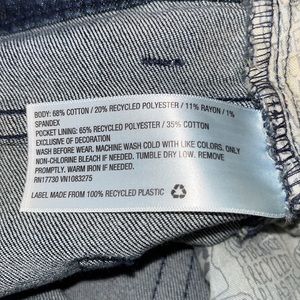 BODY: 68% COTTON / 20% RECYCLED POLYESTER / 11% RAYON / 1%
SPANDEX
POCKET LINING: 65% RECYCLED POLYESTER / 35% COTTON
EXCLUSIVE OF DECORATION
WASH BEFORE WEAR. MACHINE WASH COLD WITH LIKE COLORS. ONLY
NON-CHLORINE BLEACH IF NEEDED. TUMBLE DRY LOW. REMOVE
PROMPTLY. WARM IRON IF NEEDED.
RN17730 VN1083275
LABEL MADE FROM 100% RECYCLED PLASTIC